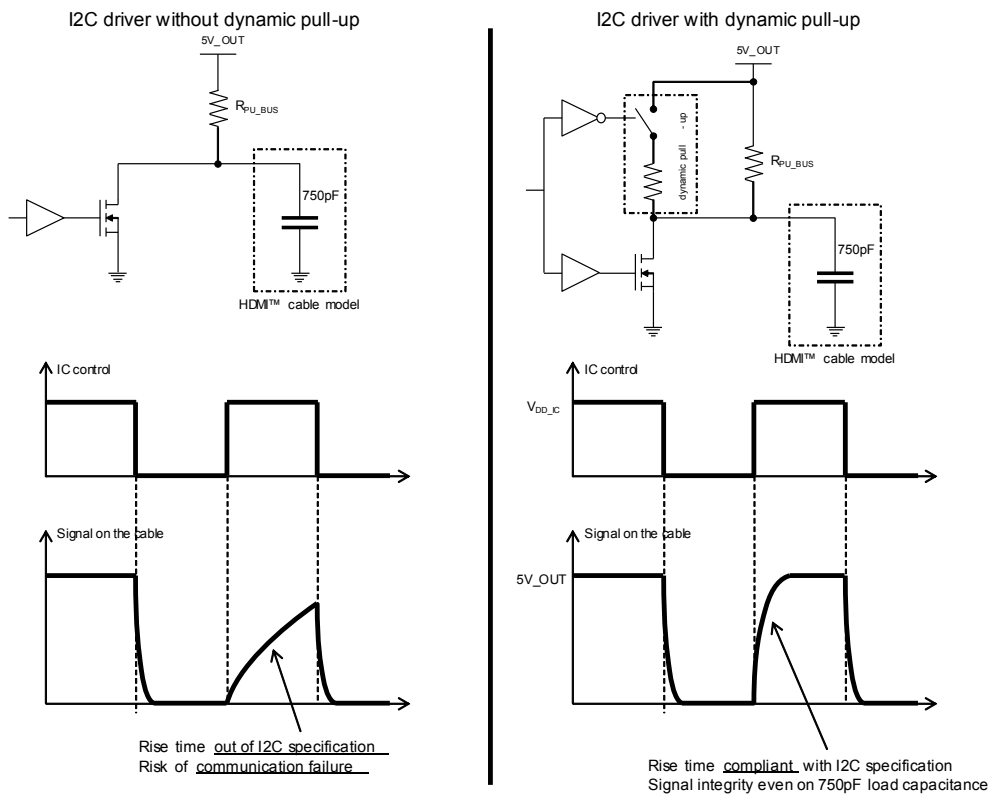 I2C driver without dynamic pull-up
5V_OUT
RPU_BUS
750pF
HDMI™ cable model
IC control
Signal on the cable
Rise time out of I2C specification
Risk of communication failure
I2C driver with dynamic pull-up
5V_OUT
dynamic pull - up
RPU_BUS
750pF
HDMI™ cable model
IC control
VDD_IC
Signal on the cable
5V_OUT
Rise time compliant with I2C specification
Signal integrity even on 750pF load capacitance